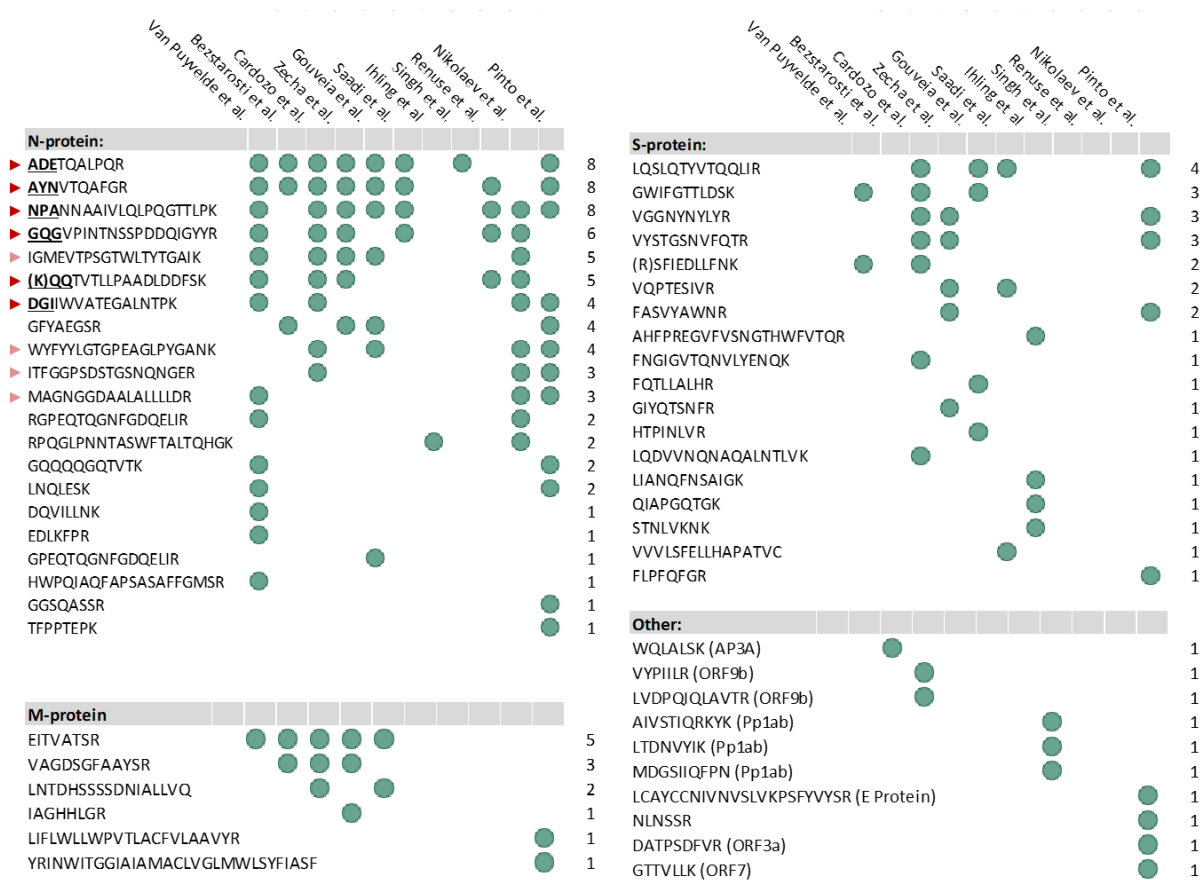 Van Puyvelde et al.
Bezstarosti et al.
Cardozo et al.
Zecha et al.
Gouveia et al.
Saadi et al.
Ihling et al
Singh et al.
Renuse et al.
Nikolaev et al.
Pinto et al.
N-protein:
ADETQALPQR 8
AYNVTQAFGR 8
NPANNAAIVLQLPQGTTLPK 8
GQGVPINTNSSPDDQIGYYR 6
IGMEVTPSGTWLTYTGAIK 5
(K)QQTVTLLPAADLDDFSK 5
DGIIWVATEGALNTPK 4
GFYAEGSR 4
WYFYYLGTGPEAGLPYGANK 4
ITFGGPSDSTGSNQNGER 3
MAGNGGDAALALLLLDR 3
RGPEQTQGNFGDQELIR 2
RPQGLPNNTASWFTALTQHGK 2
GQQQQGQTVTK 2
LNQLESK 2
DQVILLNK 1
EDLKFPR 1
GPEQTQGNFGDQELIR 1
HWPQIAQFAPSASAFFGMSR 1
GGSQASSR 1
TFPPTEPK 1
M-protein
EITVATSR 5
VAGDSGFAAYSR 3
LNTDHSSSSDNIALLVQ 2
IAGHHLGR 1
LIFLWLLWPVTLACFVLAAVYR 1
YRINWITGGIAIAMACLVGLMWLSYFIASF 1
Van Puyvelde et al.
Bezstarosti et al.
Cardozo et al.
Zecha et al.
Gouveia et al.
Saadi et al.
Ihling et al
Singh et al.
Renuse et al.
Nikolaev et al.
Pinto et al.
S-protein:
LQSLQTYVTQQLIR 4
GWIFGTTLDSK 3
VGGNYNYLYR 3
VYSTGSNVFQTR 3
(R)SFIEDLLFNK 2
VQPTESIVR 2
FASVYAWNR 2
AHFPREGVFVSNGTHWFVTQR 1
FNGIGVTQNVLYENQK 1
FQTLLALHR 1
GIYQTSNFR 1
HTPINLVR 1
LQDVVNQNAQALNTLVK 1
LIANQFNSAIGK 1
QIAPGQTGK 1
STNLVKNK 1
VVVLSFELLHAPATVC 1
FLPFQFGR 1
Other:
WQLALSK (AP3A) 1
VYPIILR (ORF9b) 1
LVDPQIQLAVTR (ORF9b) 1
AIVSTIQRKYK (Pp1ab) 1
LTDNVYIK (Pp1ab) 1
MDGSIIQFPN (Pp1ab) 1
LCAYCCNIVNVSLVKPSFYVYSR (E Protein) 1
NLNSSR 1
DATPSDFVR (ORF3a) 1
GTTVLLK (ORF7) 1